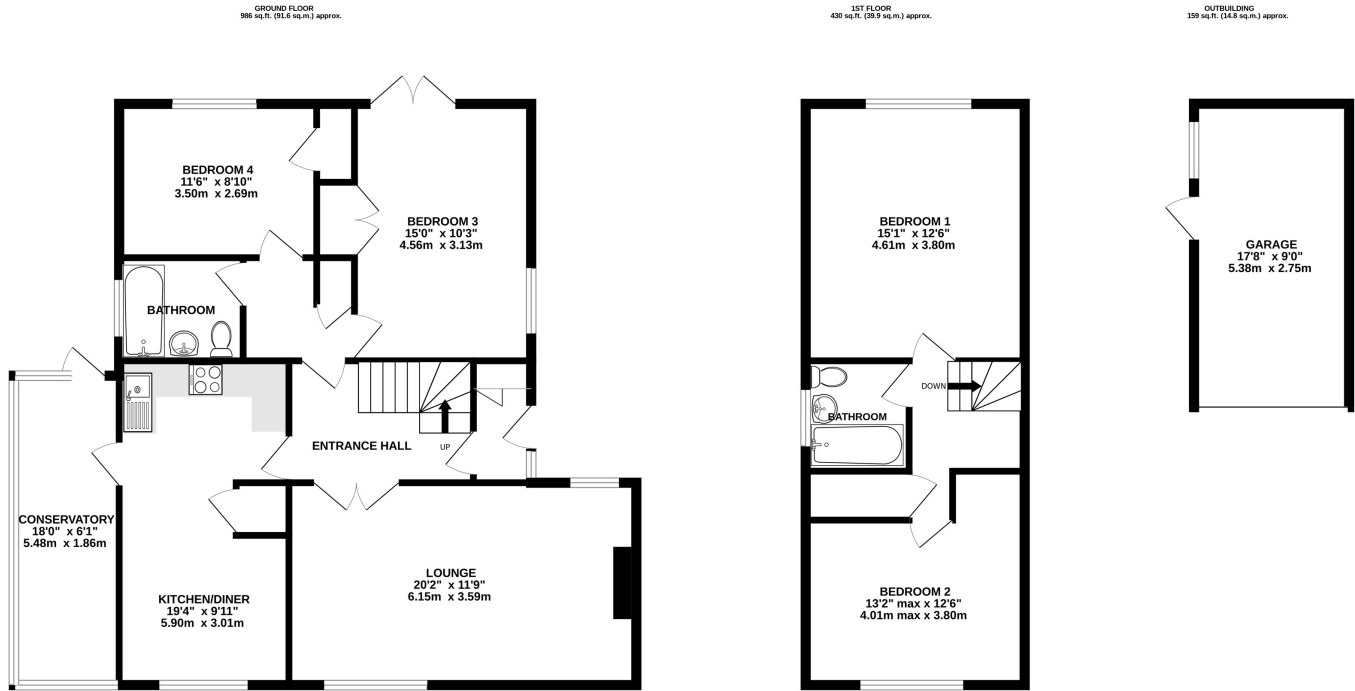 GROUND FLOOR
986 sq.ft. (91.6 sq.m.) approx.
1ST FLOOR
430 sq.ft. (39.9 sq.m.) approx.
OUTBUILDING
159 sq.ft. (14.8 sq.m.) approx.
BEDROOM 4
11'6" x 8'10"
3.50m x 2.69m
BEDROOM 3
15'0" x 10'3"
4.56m x 3.13m
BATHROOM
ENTRANCE HALL
UP
CONSERVATORY
18'0" x 6'1"
5.48m x 1.86m
KITCHEN/DINER
19'4" x 9'11"
5.90m x 3.01m
LOUNGE
20'2" x 11'9"
6.15m x 3.59m
BEDROOM 1
15'1" x 12'6"
4.61m x 3.80m
DOWN
BATHROOM
BEDROOM 2
13'2" max x 12'6"
4.01m max x 3.80m
GARAGE
17'8" x 9'0"
5.38m x 2.75m